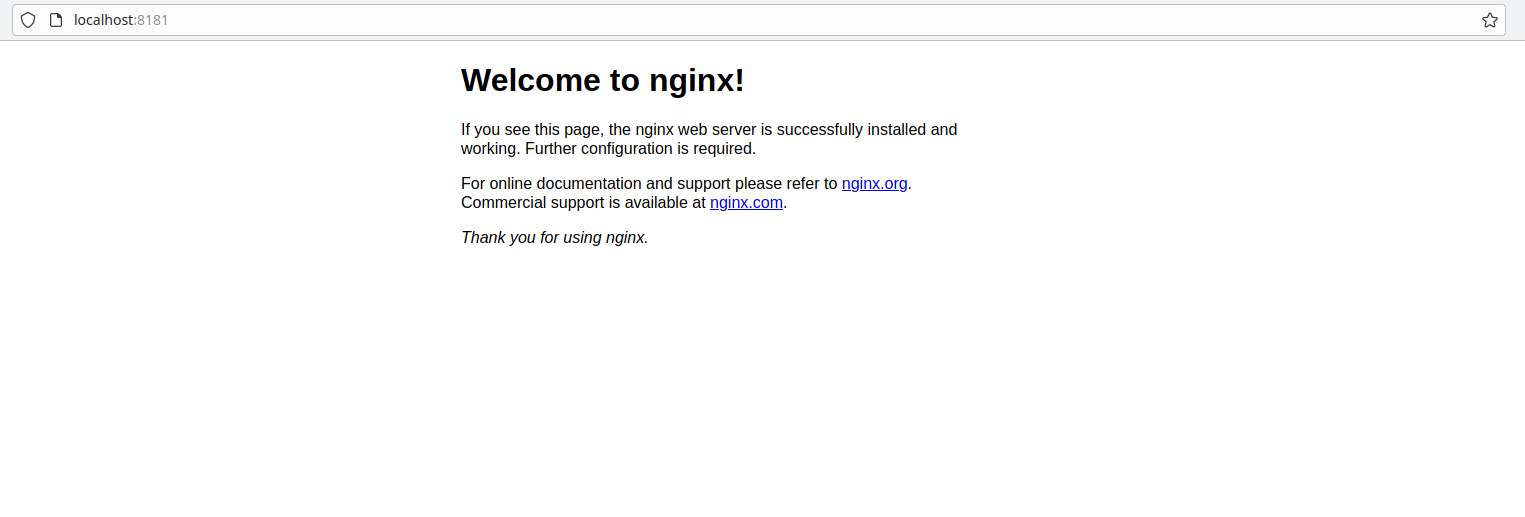 localhost:8181
Welcome to nginx!
If you see this page, the nginx web server is successfully installed and
working. Further configuration is required.
For online documentation and support please refer to nginx.org.
Commercial support is available at nginx.com.
Thank you for using nginx.